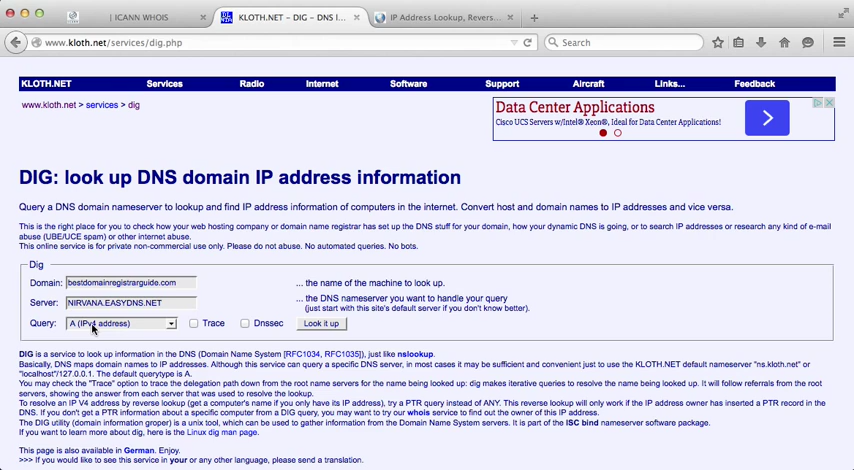 | ICANN WHOIS
KLOTH.NET – DIG – DNS l...
IP Address Lookup, Revers...
www.kloth.net/services/dig.php
Search
KLOTH.NET Services Radio Internet Software Support Aircraft Links... Feedback
www.kloth.net > services > dig
Data Center Applications
Cisco UCS Servers w/Intel® Xeon®, Ideal for Data Center Applications!
DIG: look up DNS domain IP address information
Query a DNS domain nameserver to lookup and find IP address information of computers in the internet. Convert host and domain names to IP addresses and vice versa.
This is the right place for you to check how your web hosting company or domain name registrar has set up the DNS stuff for your domain, how your dynamic DNS is going, or to search IP addresses or research any kind of e-mail
abuse (UBE/UCE spam) or other internet abuse.
This online service is for private non-commercial use only. Please do not abuse. No automated queries. No bots.
Dig
Domain: bestdomainregistrarguide.com ... the name of the machine to look up.
Server: NIRVANA.EASYDNS.NET ... the DNS nameserver you want to handle your query
(just start with this site's default server if you don't know better).
Query: A (IPv4 address) Trace Dnssec Look it up
DIG is a service to look up information in the DNS (Domain Name System [RFC1034, RFC1035]), just like nslookup.
Basically, DNS maps domain names to IP addresses. Although this service can query a specific DNS server, in most cases it may be sufficient and convenient just to use the KLOTH.NET default nameserver "ns.kloth.net" or
"localhost"/127.0.0.1. The default querytype is A.
You may check the "Trace" option to trace the delegation path down from the root name servers for the name being looked up: dig makes iterative queries to resolve the name being looked up. It will follow referrals from the root
servers, showing the answer from each server that was used to resolve the lookup.
To resolve an IP V4 address by reverse lookup (get a computer's name if you only have its IP address), try a PTR query instead of ANY. This reverse lookup will only work if the IP address owner has inserted a PTR record in the
DNS. If you don't get a PTR information about a specific computer from a DIG query, you may want to try our whois service to find out the owner of this IP address.
The DIG utility (domain information groper) is a unix tool, which can be used to gather information from the Domain Name System servers. It is part of the ISC bind nameserver software package.
If you want to learn more about dig, here is the Linux dig man page.
This page is also available in German. Enjoy.
>>> If you would like to see this service in your or any other language, please send a translation.